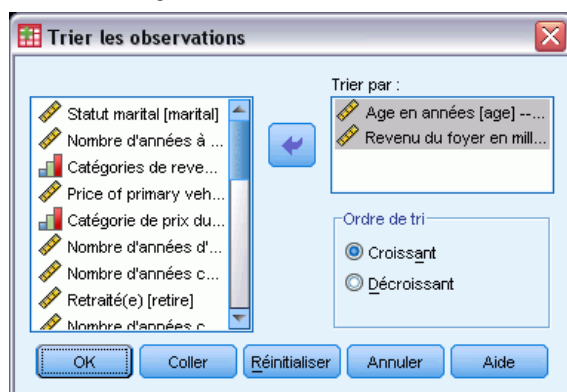 Trier les observations
Statut marital [marital]
Nombre d'années à ...
Catégories de reve...
Price of primary veh...
Catégorie de prix du...
Nombre d'années d'...
Nombre d'années c...
Retraité(e) [retire]
Nombre d'années c...
Trier par :
Age en années [age] --...
Revenu du foyer en mill...
Ordre de tri
Croissant
Décroissant
OK
Coller
Réinitialiser
Annuler
Aide